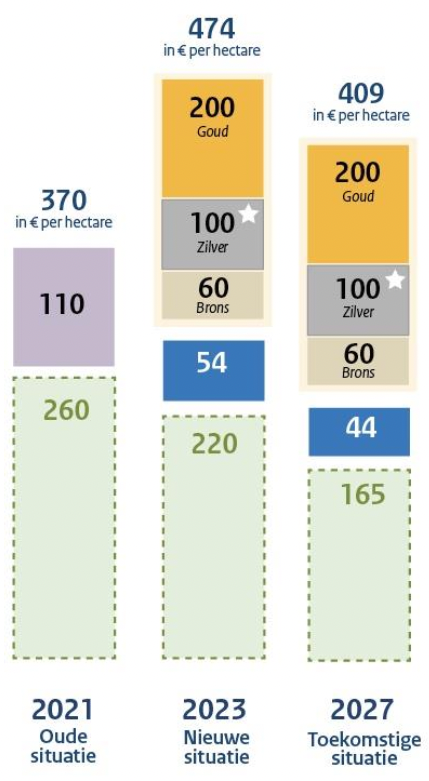 370
in € per hectare
110
260
2021
Oude
situatie
474
in € per hectare
200
Goud
100
Zilver
60
Brons
54
220
2023
Nieuwe
situatie
409
in € per hectare
200
Goud
100
Zilver
60
Brons
44
165
2027
Toekomstige
situatie